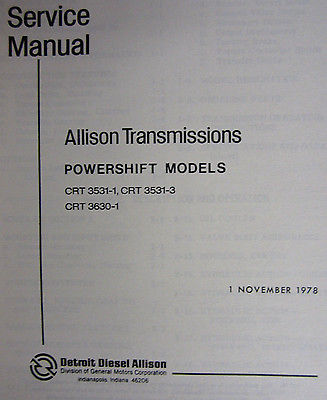 Service
Manual
Allison Transmissions
POWERSHIFT MODELS
CRT 3531-1, CRT 3531-3
CRT 3630-1
1 NOVEMBER 1978
Detroit Diesel Allison
Division of General Motors Corporation
Indianapolis, Indiana 46206